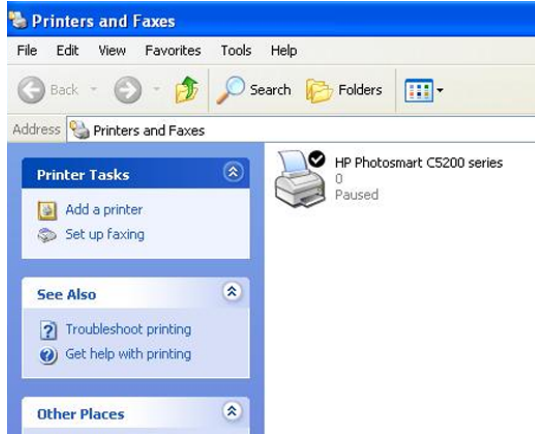 Printers and Faxes
File Edit View Favorites Tools Help
Back Search Folders
Address Printers and Faxes
Printer Tasks
Add a printer
Set up faxing
See Also
Troubleshoot printing
Get help with printing
Other Places
HP Photosmart C5200 series
0
Paused